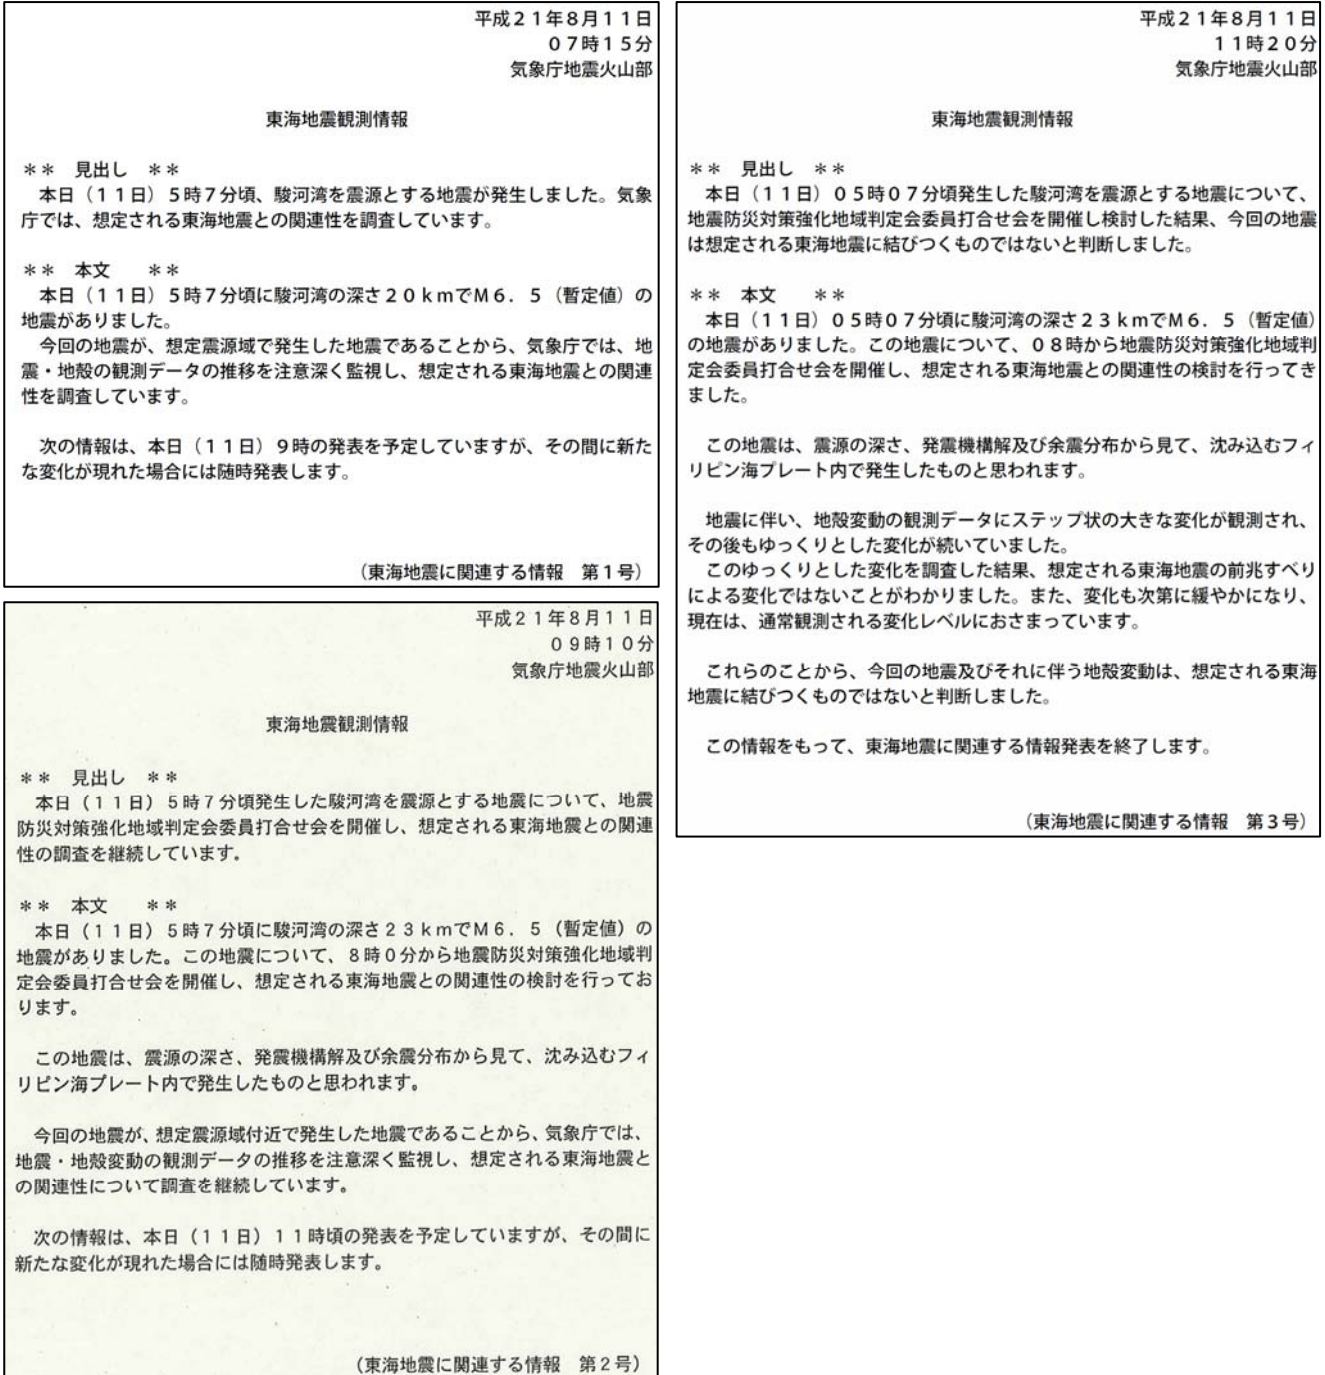 平成２１年８月１１日
０７時１５分
気象庁地震火山部
東海地震観測情報
＊＊　見出し　＊＊
　本日（１１日）５時７分頃、駿河湾を震源とする地震が発生しました。気象
庁では、想定される東海地震との関連性を調査しています。
＊＊　本文　　＊＊
　本日（１１日）５時７分頃に駿河湾の深さ２０ｋｍでＭ６．５（暫定値）の
地震がありました。
　今回の地震が、想定震源域で発生した地震であることから、気象庁では、地
震・地殻の観測データの推移を注意深く監視し、想定される東海地震との関連
性を調査しています。
　次の情報は、本日（１１日）９時の発表を予定していますが、その間に新た
な変化が現れた場合には随時発表します。
（東海地震に関連する情報　第１号）
平成２１年８月１１日
０９時１０分
気象庁地震火山部
東海地震観測情報
＊＊　見出し　＊＊
　本日（１１日）５時７分頃発生した駿河湾を震源とする地震について、地震
防災対策強化地域判定会委員打合せ会を開催し、想定される東海地震との関連
性の調査を継続しています。
＊＊　本文　　＊＊
　本日（１１日）５時７分頃に駿河湾の深さ２３ｋｍでＭ６．５（暫定値）の
地震がありました。この地震について、８時０分から地震防災対策強化地域判
定会委員打合せ会を開催し、想定される東海地震との関連性の検討を行ってお
ります。
　この地震は、震源の深さ、発震機構解及び余震分布から見て、沈み込むフィ
リピン海プレート内で発生したものと思われます。
　今回の地震が、想定震源域付近で発生した地震であることから、気象庁では、
地震・地殻変動の観測データの推移を注意深く監視し、想定される東海地震と
の関連性について調査を継続しています。
　次の情報は、本日（１１日）１１時頃の発表を予定していますが、その間に
新たな変化が現れた場合には随時発表します。
（東海地震に関連する情報　第２号）
平成２１年８月１１日
１１時２０分
気象庁地震火山部
東海地震観測情報
＊＊　見出し　＊＊
　本日（１１日）０５時０７分頃発生した駿河湾を震源とする地震について、
地震防災対策強化地域判定会委員打合せ会を開催し検討した結果、今回の地震
は想定される東海地震に結びつくものではないと判断しました。
＊＊　本文　　＊＊
　本日（１１日）０５時０７分頃に駿河湾の深さ２３ｋｍでＭ６．５（暫定値）
の地震がありました。この地震について、０８時から地震防災対策強化地域判
定会委員打合せ会を開催し、想定される東海地震との関連性の検討を行ってき
ました。
　この地震は、震源の深さ、発震機構解及び余震分布から見て、沈み込むフィ
リピン海プレート内で発生したものと思われます。
　地震に伴い、地殻変動の観測データにステップ状の大きな変化が観測され、
その後もゆっくりとした変化が続いていました。
　このゆっくりとした変化を調査した結果、想定される東海地震の前兆すべり
による変化ではないことがわかりました。また、変化も次第に緩やかになり、
現在は、通常観測される変化レベルにおさまっています。
　これらのことから、今回の地震及びそれに伴う地殻変動は、想定される東海
地震に結びつくものではないと判断しました。
　この情報をもって、東海地震に関連する情報発表を終了します。
（東海地震に関連する情報　第３号）